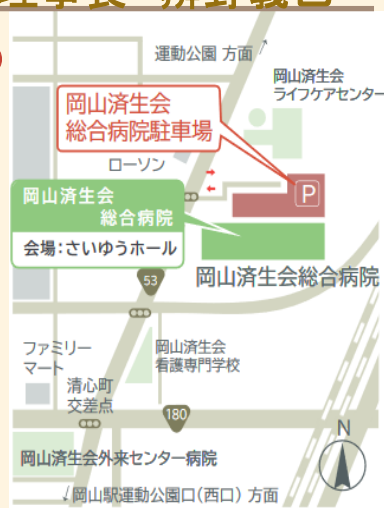 運動公園 方面
岡山済生会
ライフケアセンター
岡山済生会
総合病院駐車場
ローソン
P
岡山済生会
総合病院
会場:さいゆうホール
岡山済生会総合病院
53
ファミリー
マート
岡山済生会
看護専門学校
清心町
交差点
180
N
岡山済生会外来センター病院
岡山駅運動公園口(西口) 方面